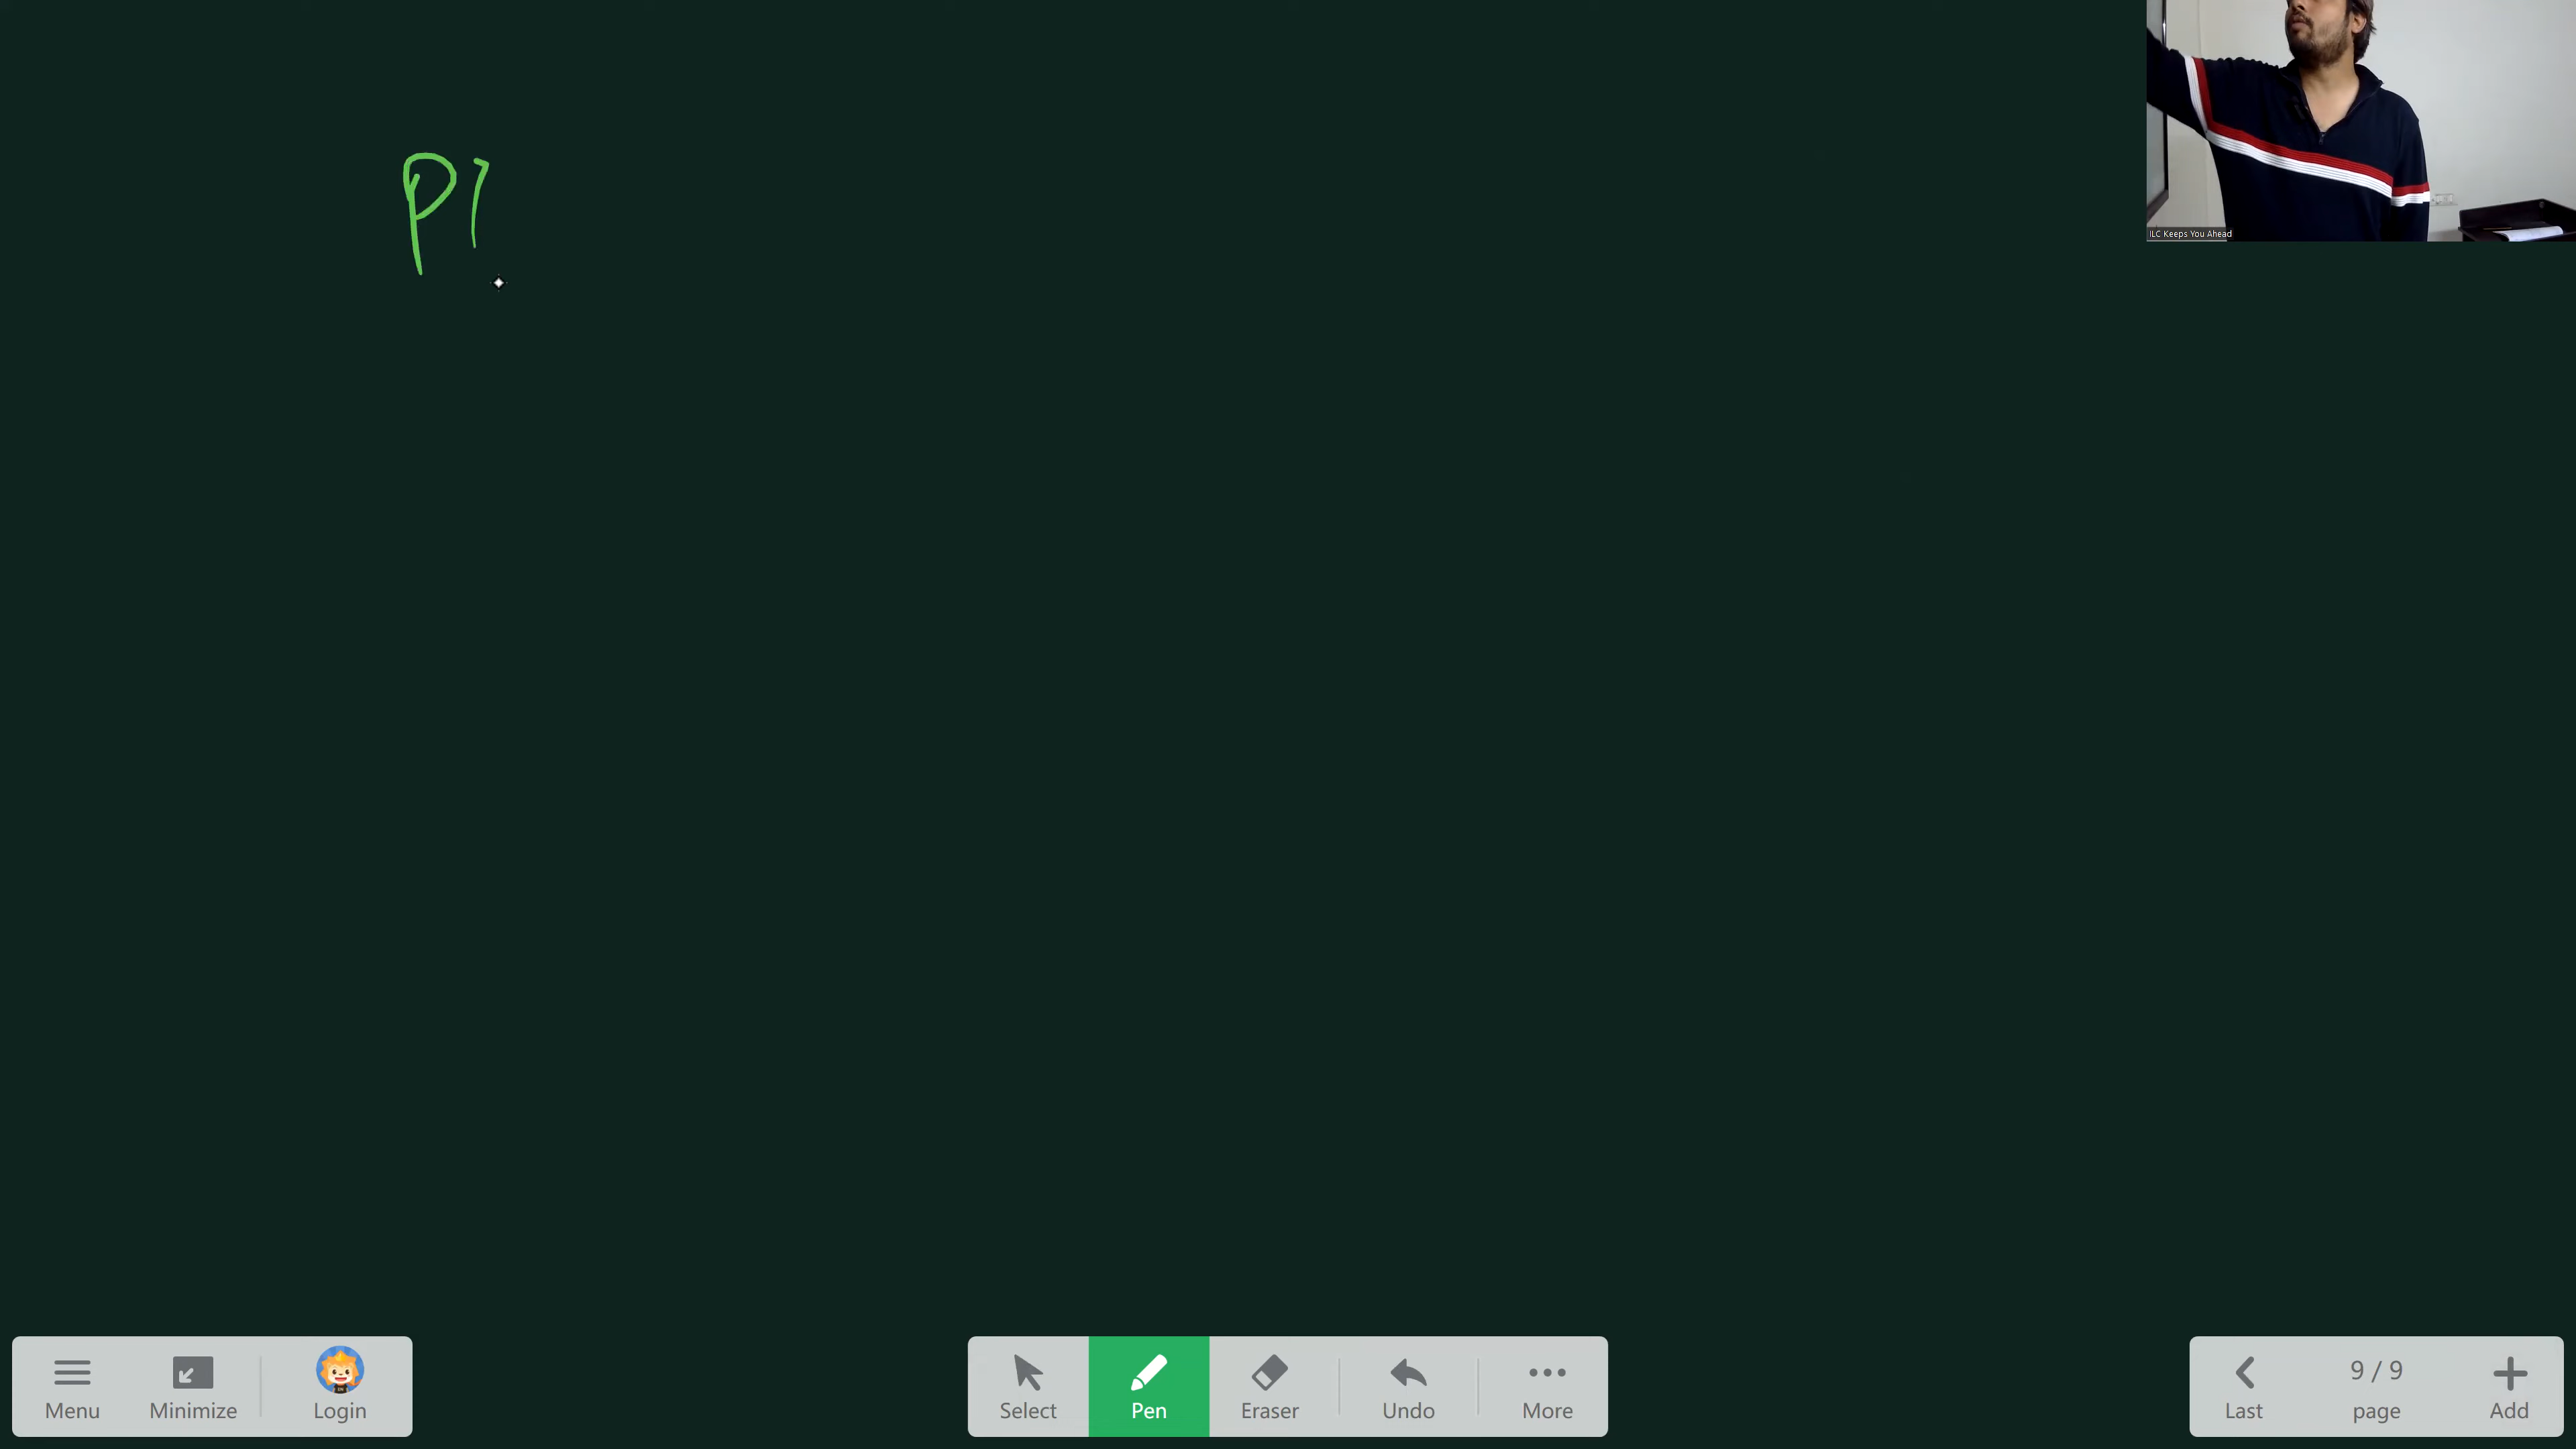 P1
ILC Keeps You Ahead
Menu
Minimize
Login
Select
Pen
Eraser
Undo
More
Last
9 / 9
page
Add